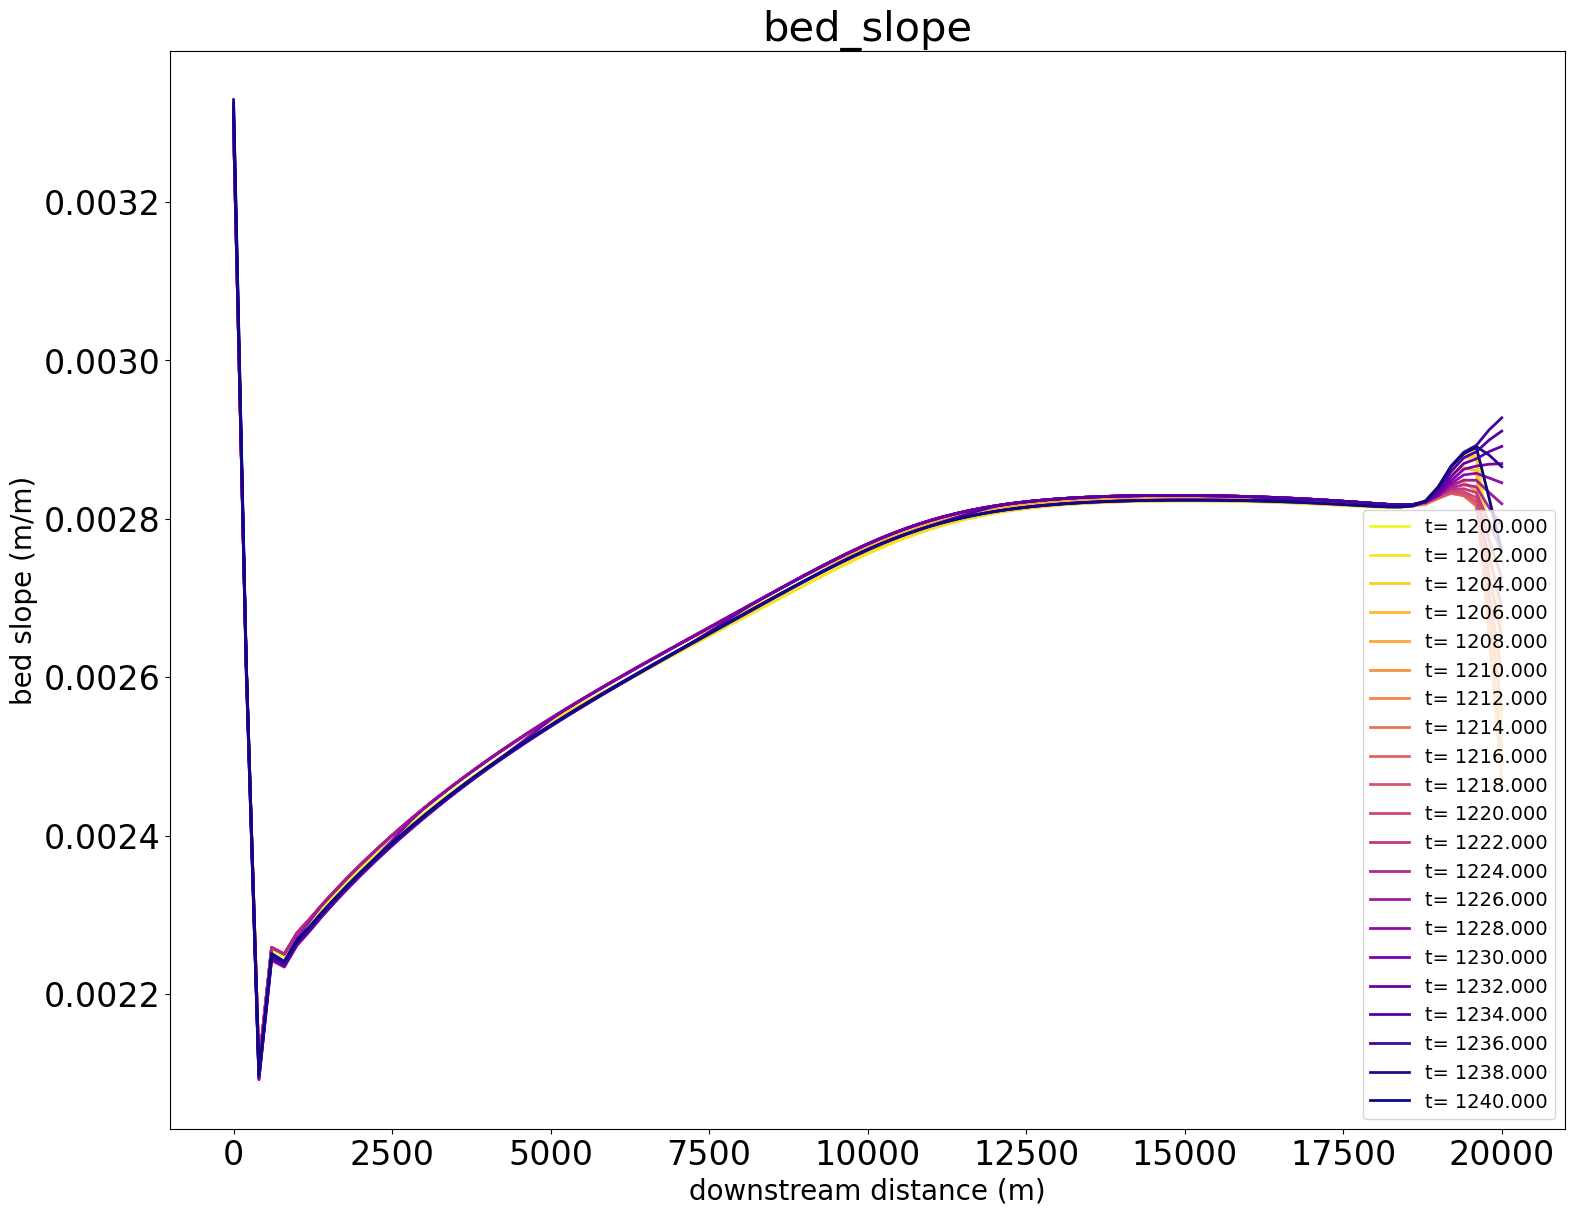 bed_slope
bed slope (m/m)
0.0032
0.0030
0.0028
0.0026
0.0024
0.0022
0 2500 5000 7500 10000 12500 15000 17500 20000
downstream distance (m)
t= 1200.000
t= 1202.000
t= 1204.000
t= 1206.000
t= 1208.000
t= 1210.000
t= 1212.000
t= 1214.000
t= 1216.000
t= 1218.000
t= 1220.000
t= 1222.000
t= 1224.000
t= 1226.000
t= 1228.000
t= 1230.000
t= 1232.000
t= 1234.000
t= 1236.000
t= 1238.000
t= 1240.000